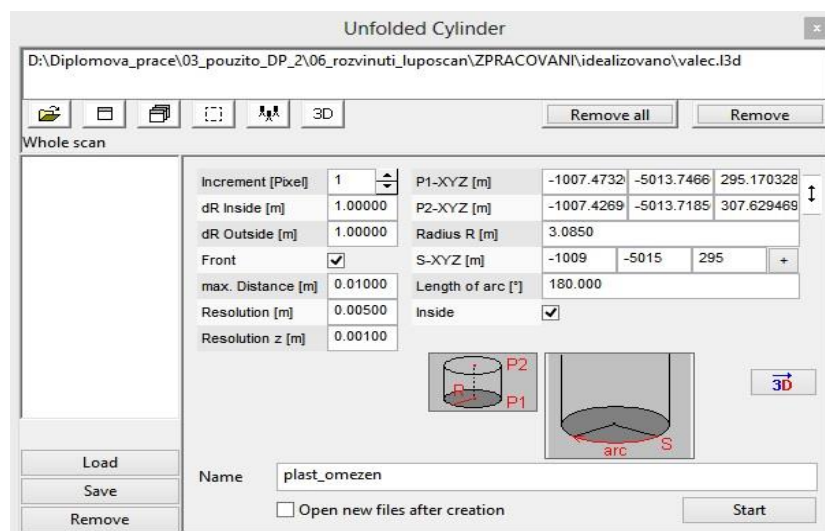 Unfolded Cylinder
x
D:\Diplomova_prace\03_pouzito_DP_2\06_rozvinuti_luposcan\ZPRACOVANI\idealizovano\valec.l3d
3D Remove all Remove
Whole scan
Increment [Pixel] 1 P1-XYZ [m] -1007.4732 -5013.7466 295.170328
dR Inside [m] 1.00000 P2-XYZ [m] -1007.4269 -5013.7185 307.629469
dR Outside [m] 1.00000 Radius R [m] 3.0850
Front S-XYZ [m] -1009 -5015 295 +
max. Distance [m] 0.01000 Length of arc [°] 180.000
Resolution [m] 0.00500 Inside
Resolution z [m] 0.00100
P2
R
P1
3D
S
arc
Load
Name plast_omezen
Save
Open new files after creation Start
Remove